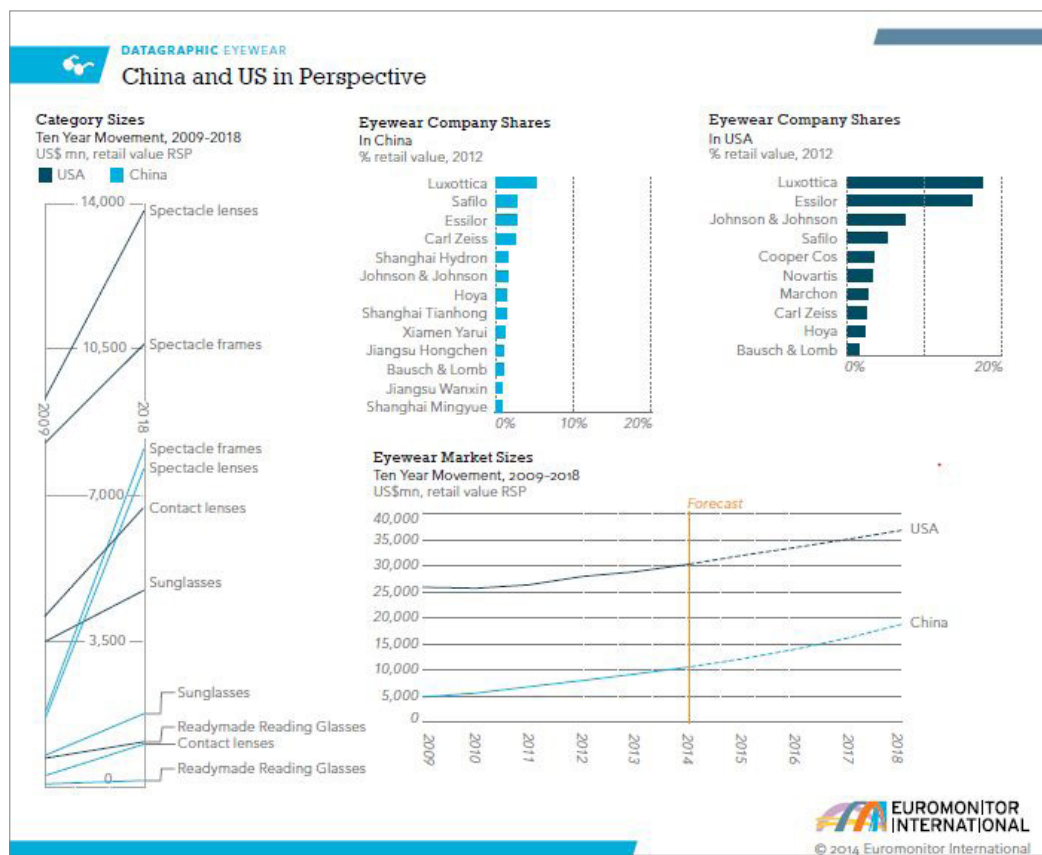 DATAGRAPHIC EYEWEAR
China and US in Perspective
Category Sizes
Ten Year Movement, 2009-2018
US$ mn, retail value RSP
USA
China
14,000
Spectacle lenses
10,500
Spectacle frames
2009
2018
Spectacle frames
Spectacle lenses
7,000
Contact lenses
Sunglasses
3,500
Sunglasses
Readymade Reading Glasses
Contact lenses
Readymade Reading Glasses
0
Eyewear Company Shares
In China
% retail value, 2012
Luxottica
Safilo
Essilor
Carl Zeiss
Shanghai Hydron
Johnson & Johnson
Hoya
Shanghai Tianhong
Xiamen Yarui
Jiangsu Hongchen
Bausch & Lomb
Jiangsu Wanxin
Shanghai Mingyue
0% 10% 20%
Eyewear Company Shares
In USA
% retail value, 2012
Luxottica
Essilor
Johnson & Johnson
Safilo
Cooper Cos
Novartis
Marchon
Carl Zeiss
Hoya
Bausch & Lomb
0% 20%
Eyewear Market Sizes
Ten Year Movement, 2009–2018
US$mn, retail value RSP
Forecast
40,000
35,000
30,000
25,000
20,000
15,000
10,000
5,000
0
USA
China
2009 2010 2011 2012 2013 2014 2015 2016 2017 2018
EUROMONITOR
INTERNATIONAL
© 2014 Euromonitor International